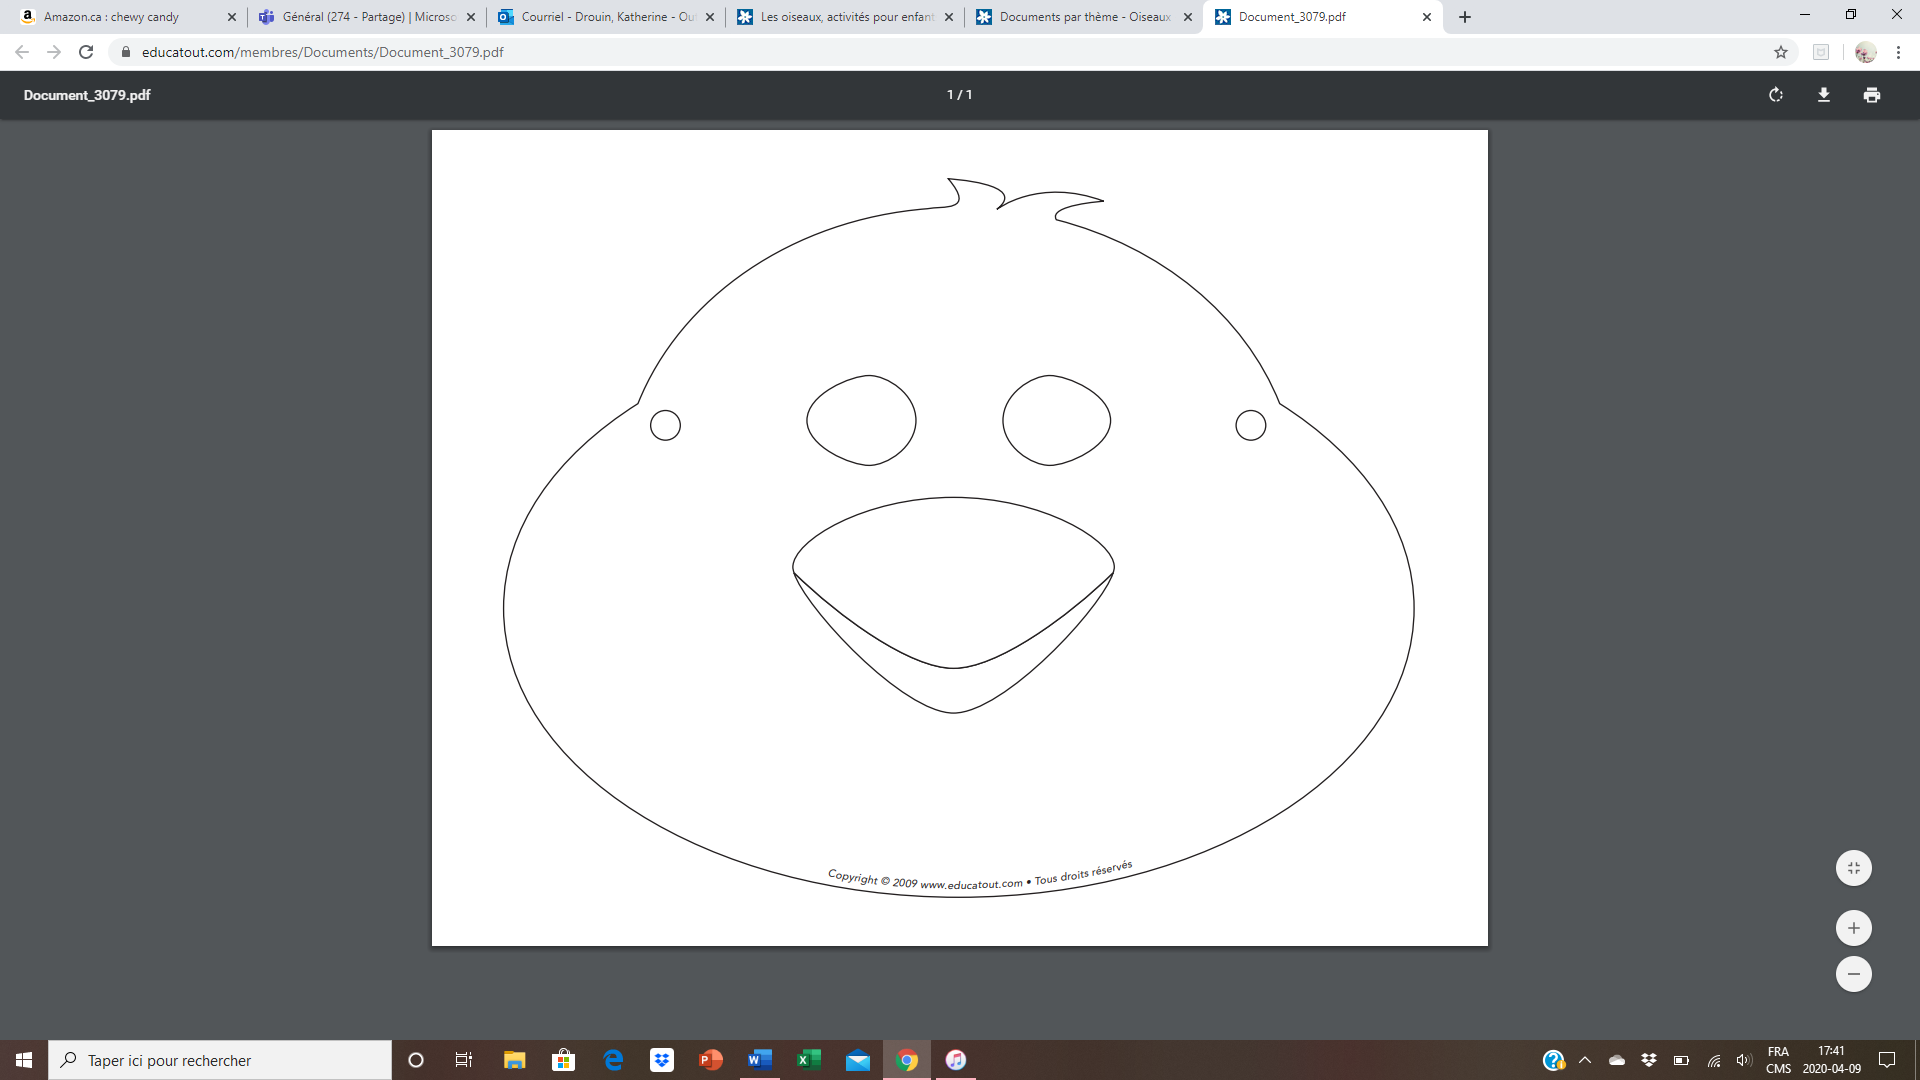 Amazon.ca : chewy candy
Général (274 - Partage) | Microso
Courriel - Drouin, Katherine - Ou
Les oiseaux, activités pour enfant
Documents par thème - Oiseaux
Document_3079.pdf
educatout.com/membres/Documents/Document_3079.pdf
Document_3079.pdf
1 / 1
Copyright © 2009 www.educatout.com • Tous droits réservés
Taper ici pour rechercher
FRA
CMS
17:41
2020-04-09